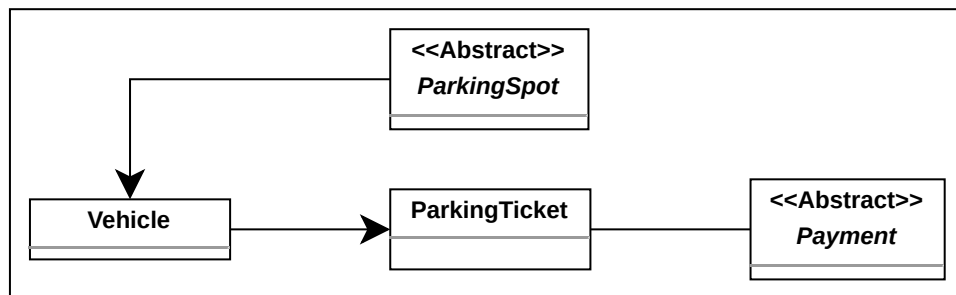 <<Abstract>>
ParkingSpot
Vehicle
ParkingTicket
<<Abstract>>
Payment